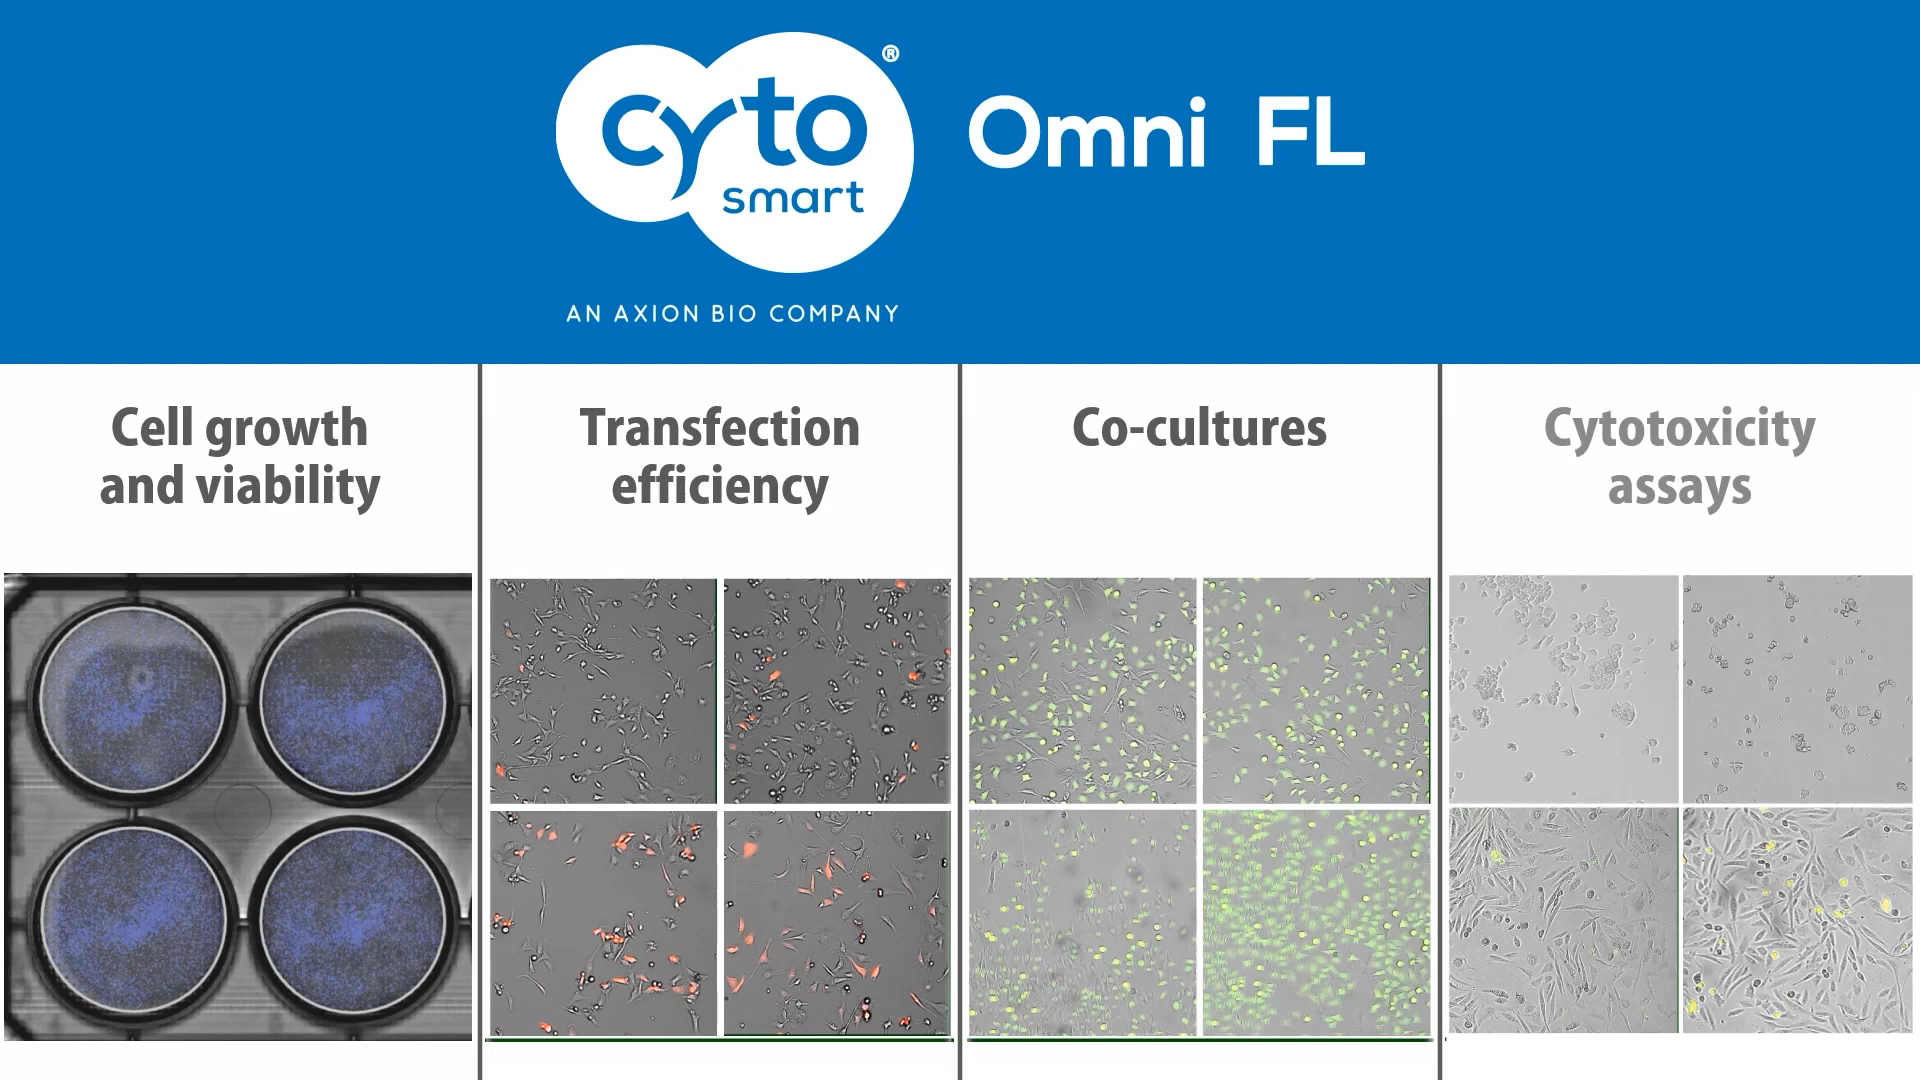 cyto
smart
®
Omni FL
AN AXION BIO COMPANY
Cell growth
and viability
Transfection
efficiency
Co-cultures
Cytotoxicity
assays